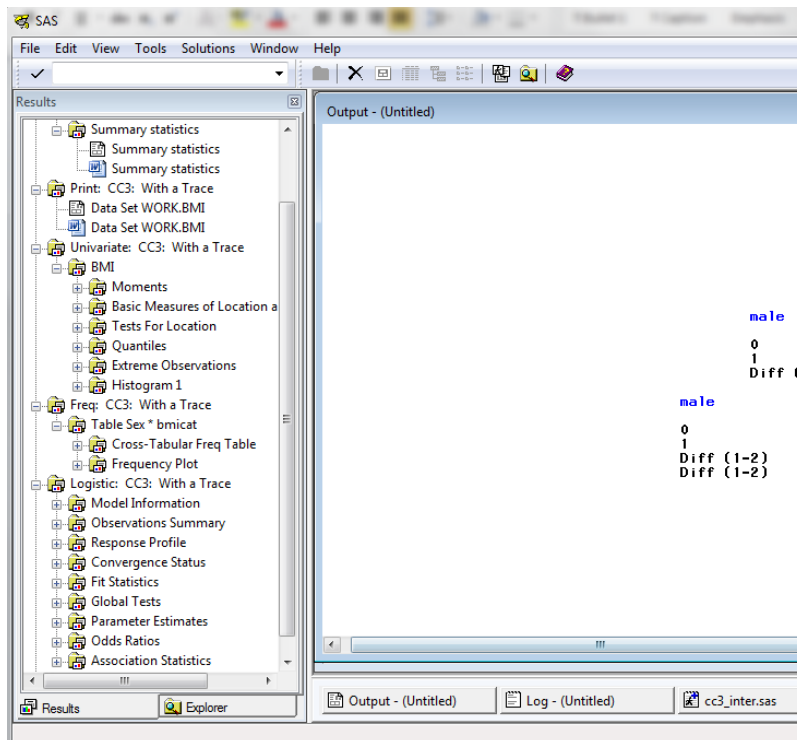 SAS
File Edit View Tools Solutions Window Help
Results
Summary statistics
Summary statistics
Summary statistics
Print: CC3: With a Trace
Data Set WORK.BMI
Data Set WORK.BMI
Univariate: CC3: With a Trace
BMI
Moments
Basic Measures of Location a
Tests For Location
Quantiles
Extreme Observations
Histogram 1
Freq: CC3: With a Trace
Table Sex * bmicat
Cross-Tabular Freq Table
Frequency Plot
Logistic: CC3: With a Trace
Model Information
Observations Summary
Response Profile
Convergence Status
Fit Statistics
Global Tests
Parameter Estimates
Odds Ratios
Association Statistics
Results Explorer
Output - (Untitled)
male
0
1
Diff (
male
0
1
Diff (1-2)
Diff (1-2)
Output - (Untitled) Log - (Untitled) cc3_inter.sas